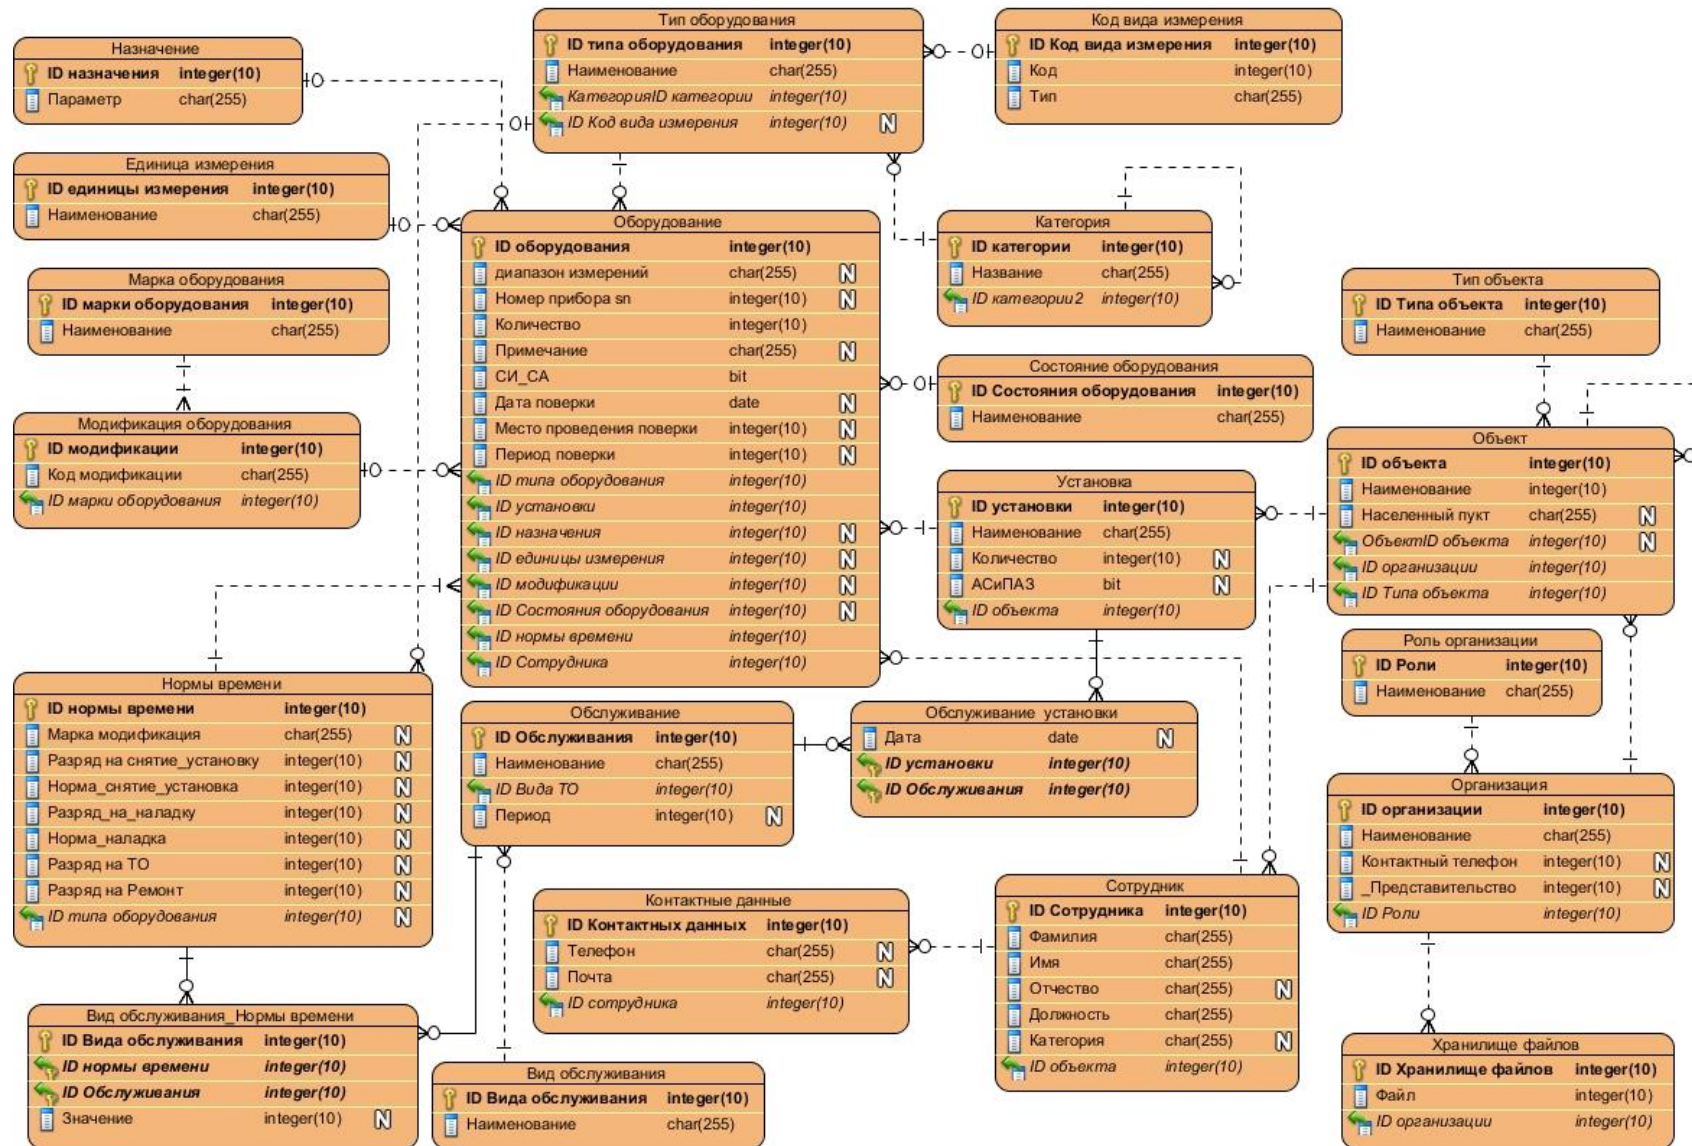 Назначение
ID назначения integer(10)
Параметр char(255)
Тип оборудования
ID типа оборудования integer(10)
Наименование char(255)
КатегорияID категории integer(10)
ID Код вида измерения integer(10) N
Код вида измерения
ID Код вида измерения integer(10)
Код integer(10)
Тип char(255)
Единица измерения
ID единицы измерения integer(10)
Наименование char(255)
Марка оборудования
ID марки оборудования integer(10)
Наименование char(255)
Модификация оборудования
ID модификации integer(10)
Код модификации char(255)
ID марки оборудования integer(10)
Оборудование
ID оборудования integer(10)
диапазон измерений char(255) N
Номер прибора sn integer(10) N
Количество integer(10)
Примечание char(255) N
СИ_СА bit
Дата поверки date N
Место проведения поверки integer(10) N
Период поверки integer(10) N
ID типа оборудования integer(10)
ID установки integer(10)
ID назначения integer(10) N
ID единицы измерения integer(10) N
ID модификации integer(10) N
ID Состояния оборудования integer(10) N
ID нормы времени integer(10)
ID Сотрудника integer(10)
Категория
ID категории integer(10)
Название char(255)
ID категории2 integer(10)
Состояние оборудования
ID Состояния оборудования integer(10)
Наименование char(255)
Установка
ID установки integer(10)
Наименование char(255)
Количество integer(10) N
АСиПАЗ bit N
ID объекта integer(10)
Тип объекта
ID Типа объекта integer(10)
Наименование char(255)
Объект
ID объекта integer(10)
Наименование integer(10)
Населенный пункт char(255) N
ОбъектID объекта integer(10) N
ID организации integer(10)
ID Типа объекта integer(10)
Роль организации
ID Роли integer(10)
Наименование char(255)
Нормы времени
ID нормы времени integer(10)
Марка модификация char(255) N
Разряд на снятие_установку integer(10) N
Норма_снятие_установка integer(10) N
Разряд_на_наладку integer(10) N
Норма_наладка integer(10) N
Разряд на ТО integer(10) N
Разряд на Ремонт integer(10) N
ID типа оборудования integer(10) N
Обслуживание
ID Обслуживания integer(10)
Наименование char(255)
ID Вида ТО integer(10)
Период integer(10) N
Обслуживание_установки
Дата date N
ID установки integer(10)
ID Обслуживания integer(10)
Организация
ID организации integer(10)
Наименование char(255)
Контактный телефон integer(10) N
_Представительство integer(10) N
ID Роли integer(10)
Контактные данные
ID Контактных данных integer(10)
Телефон char(255) N
Почта char(255) N
ID сотрудника integer(10)
Сотрудник
ID Сотрудника integer(10)
Фамилия char(255)
Имя char(255)
Отчество char(255) N
Должность char(255)
Категория char(255) N
ID объекта integer(10)
Вид обслуживания_Нормы времени
ID Вида обслуживания integer(10)
ID нормы времени integer(10)
ID Обслуживания integer(10)
Значение integer(10) N
Вид обслуживания
ID Вида обслуживания integer(10)
Наименование char(255)
Хранилище файлов
ID Хранилище файлов integer(10)
Файл integer(10)
ID организации integer(10)